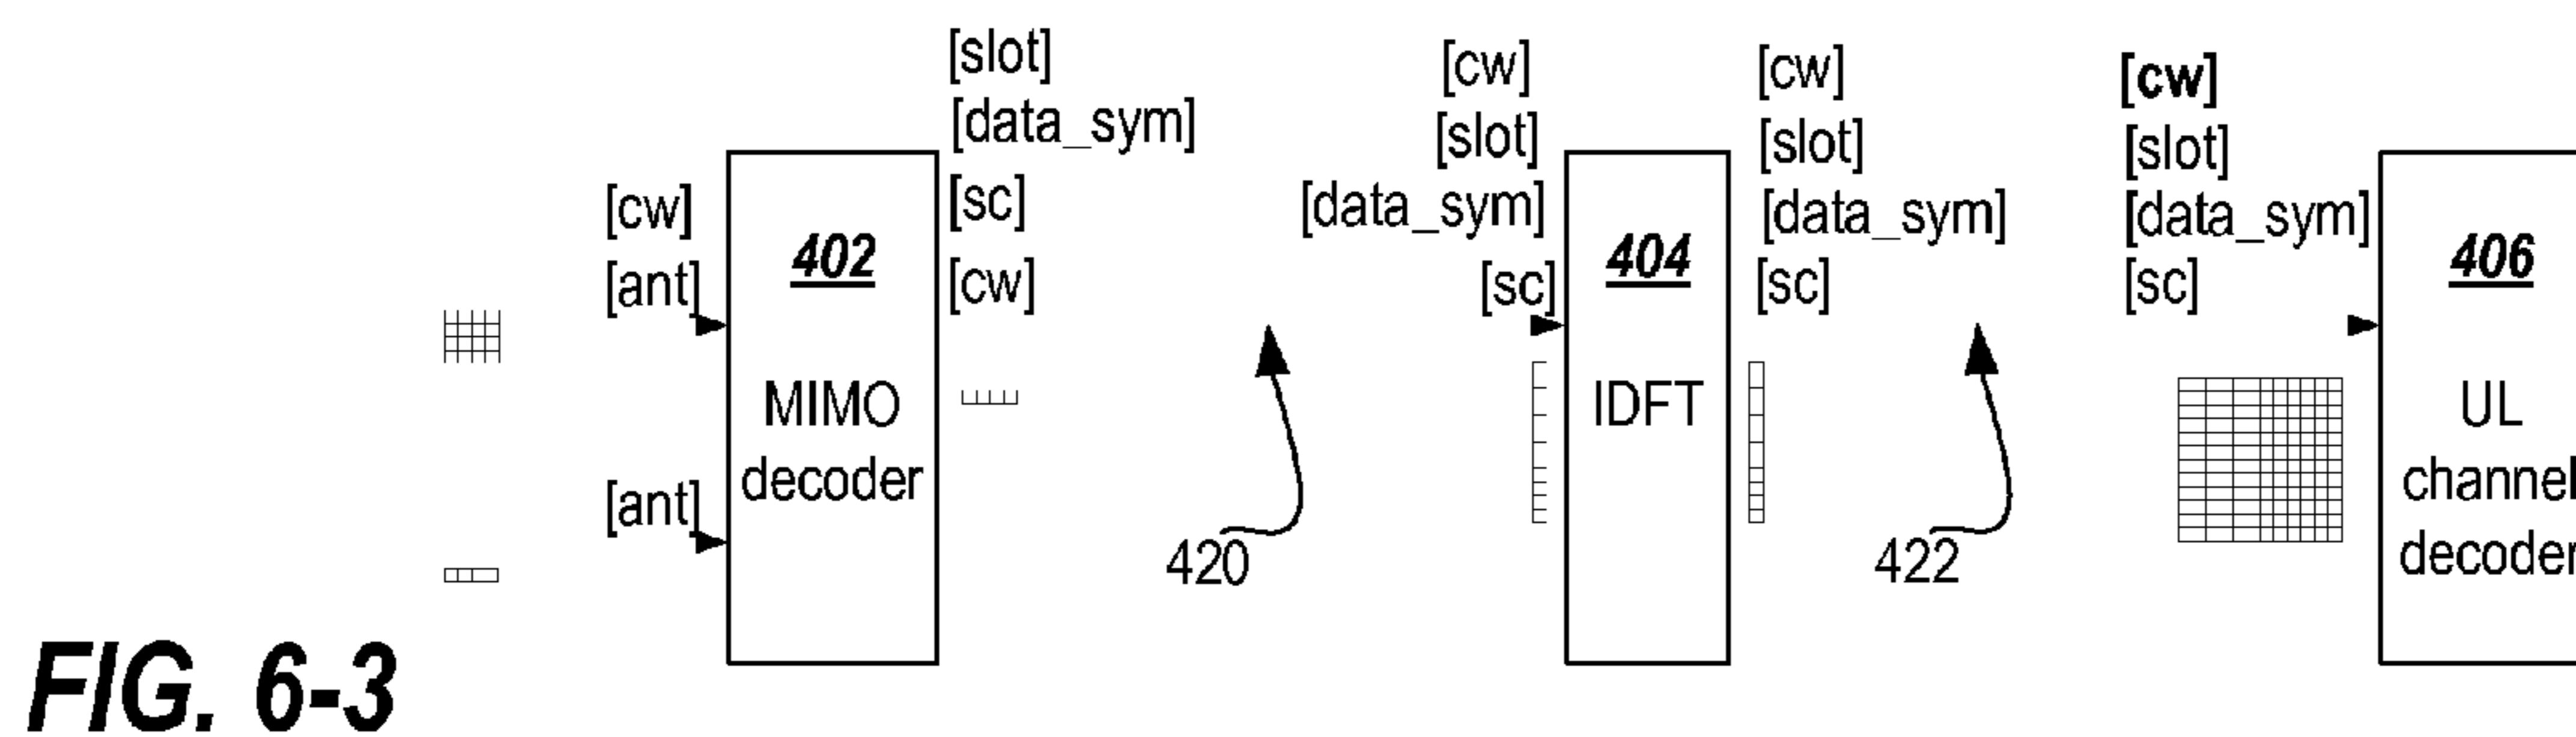 [cw]
[ant]
[ant]
402
MIMO
decoder
[slot]
[data_sym]
[sc]
[cw]
420
[cw]
[slot]
[data_sym]
[sc]
404
IDFT
[cw]
[slot]
[data_sym]
[sc]
422
[cw]
[slot]
[data_sym]
[sc]
406
UL
channel
decoder
FIG. 6-3